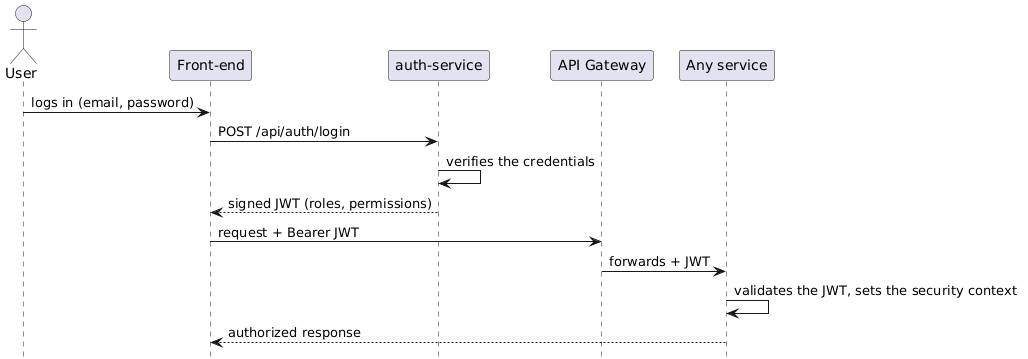 User
Front-end
auth-service
API Gateway
Any service
logs in (email, password)
POST /api/auth/login
verifies the credentials
signed JWT (roles, permissions)
request + Bearer JWT
forwards + JWT
validates the JWT, sets the security context
authorized response